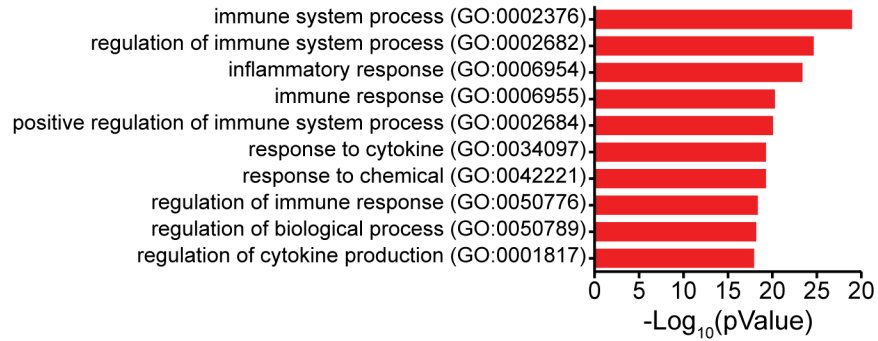 immune system process (GO:0002376)
regulation of immune system process (GO:0002682)
inflammatory response (GO:0006954)
immune response (GO:0006955)
positive regulation of immune system process (GO:0002684)
response to cytokine (GO:0034097)
response to chemical (GO:0042221)
regulation of immune response (GO:0050776)
regulation of biological process (GO:0050789)
regulation of cytokine production (GO:0001817)
0 5 10 15 20 25 20
-Log₁₀(pValue)